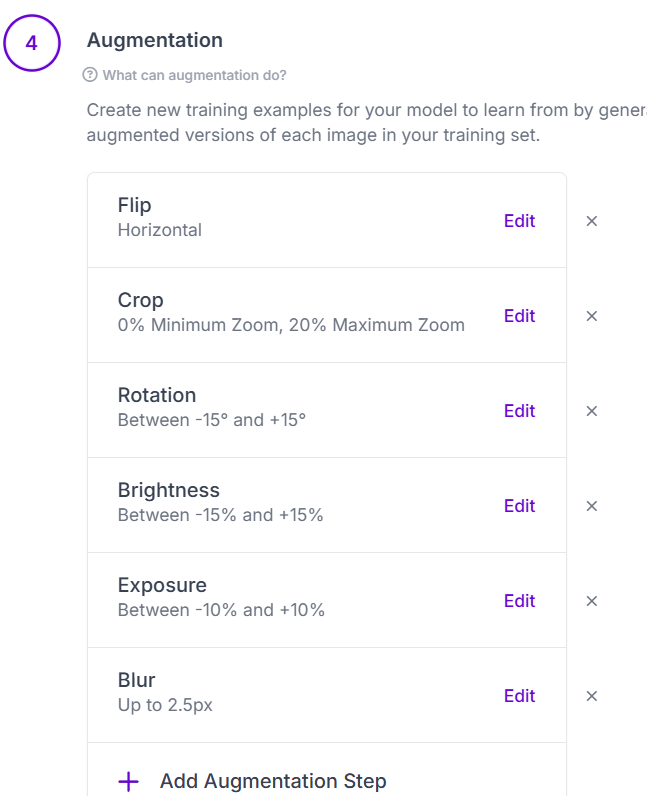 4
Augmentation
? What can augmentation do?
Create new training examples for your model to learn from by
augmented versions of each image in your training set.
Flip
Horizontal
Edit ×
Crop
0% Minimum Zoom, 20% Maximum Zoom
Edit ×
Rotation
Between -15° and +15°
Edit ×
Brightness
Between -15% and +15%
Edit ×
Exposure
Between -10% and +10%
Edit ×
Blur
Up to 2.5px
Edit ×
+ Add Augmentation Step